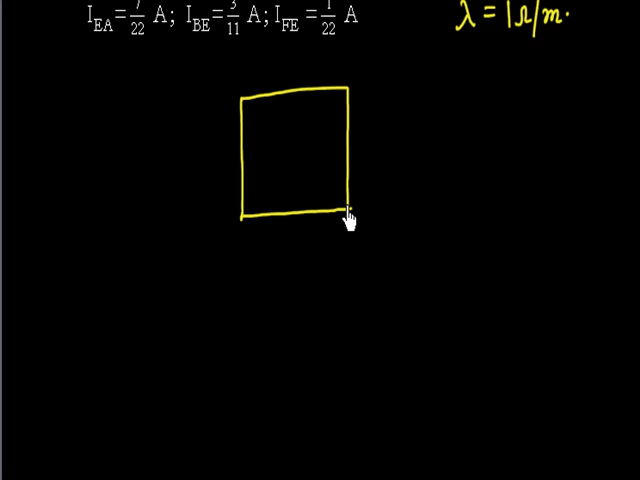 I_EA = 7/22 A; I_BE = 3/11 A; I_FE = 1/22 A λ = 1Ω/m.